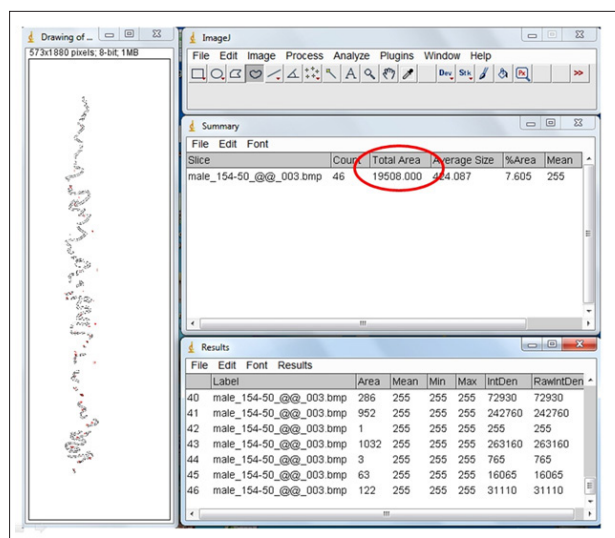 Drawing of ...
573x1880 pixels; 8-bit; 1MB
ImageJ
File Edit Image Process Analyze Plugins Window Help
A Dev Stk
Summary
File Edit Font
Slice Count Total Area Average Size %Area Mean
male_154-50_@@_003.bmp 46 19508.000 424.087 7.605 255
Results
File Edit Font Results
Label Area Mean Min Max IntDen RawIntDen
40 male_154-50_@@_003.bmp 286 255 255 255 72930 72930
41 male_154-50_@@_003.bmp 952 255 255 255 242760 242760
42 male_154-50_@@_003.bmp 1 255 255 255 255 255
43 male_154-50_@@_003.bmp 1032 255 255 255 263160 263160
44 male_154-50_@@_003.bmp 3 255 255 255 765 765
45 male_154-50_@@_003.bmp 63 255 255 255 16065 16065
46 male_154-50_@@_003.bmp 122 255 255 255 31110 31110